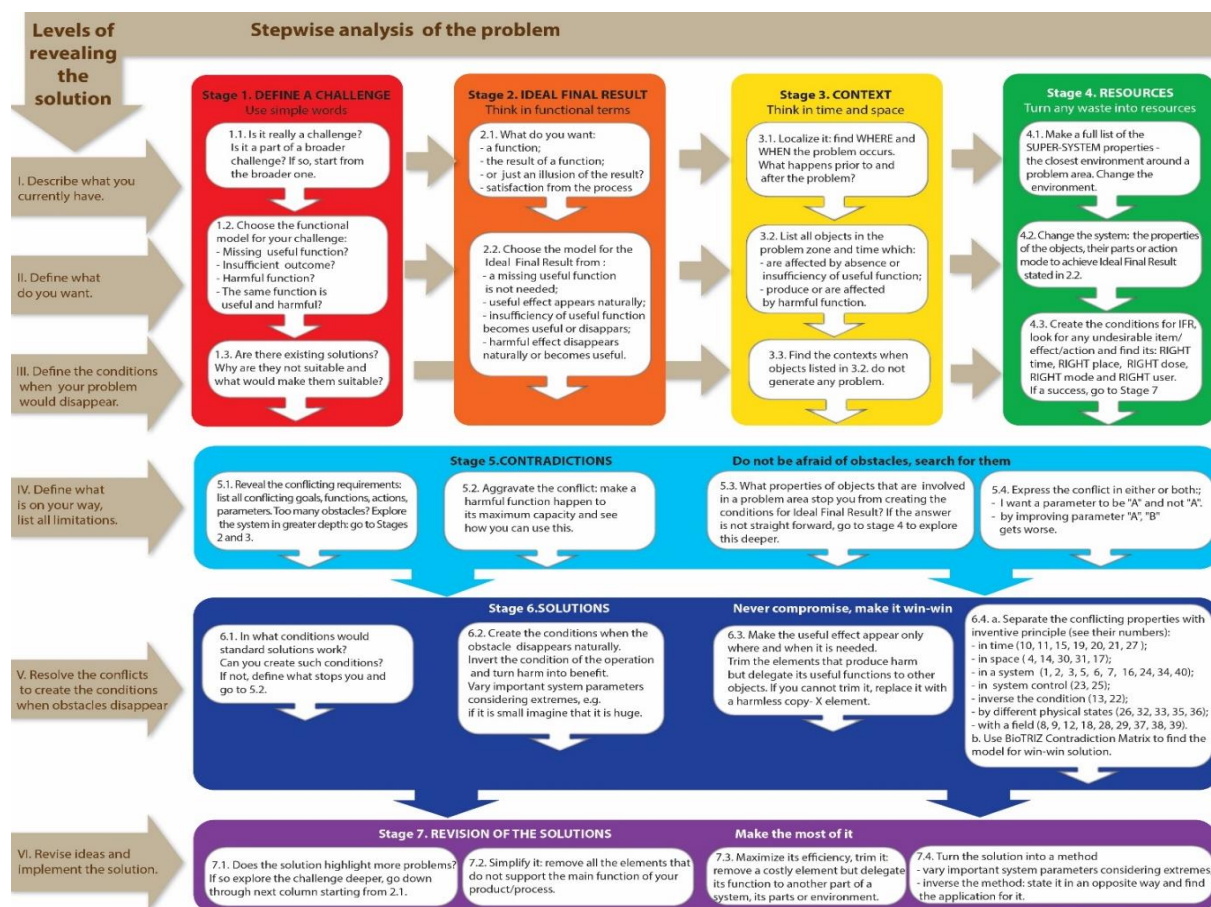 Levels of
revealing
the
solution
Stepwise analysis of the problem
Stage 1. DEFINE A CHALLENGE
Use simple words
1.1. Is it really a challenge?
Is it a part of a broader
challenge? If so, start from
the broader one.
1.2. Choose the functional
model for your challenge:
- Missing useful function?
- Insufficient outcome?
- Harmful function?
- The same function is
useful and harmful?
1.3. Are there existing solutions?
Why are they not suitable and
what would make them suitable?
Stage 2. IDEAL FINAL RESULT
Think in functional terms
2.1. What do you want:
- a function;
- the result of a function;
- or just an illusion of the result?
- satisfaction from the process
2.2. Choose the model for the
Ideal Final Result from :
- a missing useful function
is not needed;
- useful effect appears naturally;
- insufficiency of useful function
becomes useful or disappars;
- harmful effect disappears
naturally or becomes useful.
Stage 3. CONTEXT
Think in time and space
3.1. Localize it: find WHERE and
WHEN the problem occurs.
What happens prior to and
after the problem?
3.2. List all objects in the
problem zone and time which:
- are affected by absence or
insufficiency of useful function;
- produce or are affected
by harmful function.
3.3. Find the contexts when
objects listed in 3.2. do not
generate any problem.
Stage 4. RESOURCES
Turn any waste into resources
4.1. Make a full list of the
SUPER-SYSTEM properties -
the closest environment around a
problem area. Change the
environment.
4.2. Change the system: the properties
of the objects, their parts or action
mode to achieve Ideal Final Result
stated in 2.2.
4.3. Create the conditions for IFR,
look for any undesirable item/
effect/action and find its: RIGHT
time, RIGHT place, RIGHT dose,
RIGHT mode and RIGHT user.
If a success, go to Stage 7
I. Describe what you
currently have.
II. Define what
do you want.
III. Define the conditions
when your problem
would disappear.
IV. Define what
is on your way,
list all limitations.
Stage 5.CONTRADICTIONS
Do not be afraid of obstacles, search for them
5.1. Reveal the conflicting requirements:
list all conflicting goals, functions, actions,
parameters. Too many obstacles? Explore
the system in greater depth: go to Stages
2 and 3.
5.2. Aggravate the conflict: make a
harmful function happen to
its maximum capacity and see
how you can use this.
5.3. What properties of objects that are involved
in a problem area stop you from creating the
conditions for Ideal Final Result? If the answer
is not straight forward, go to stage 4 to explore
this deeper.
5.4. Express the conflict in either or both:;
- I want a parameter to be "A" and not "A".
- by improving parameter "A", "B"
gets worse.
V. Resolve the conflicts
to create the conditions
when obstacles disappear
Stage 6.SOLUTIONS
Never compromise, make it win-win
6.1. In what conditions would
standard solutions work?
Can you create such conditions?
If not, define what stops you and
go to 5.2.
6.2. Create the conditions when the
obstacle disappears naturally.
Invert the condition of the operation
and turn harm into benefit.
Vary important system parameters
considering extremes, e.g.
if it is small imagine that it is huge.
6.3. Make the useful effect appear only
where and when it is needed.
Trim the elements that produce harm
but delegate its useful functions to other
objects. If you cannot trim it, replace it with
a harmless copy- X element.
6.4. a. Separate the conflicting properties with
inventive principle (see their numbers):
- in time (10, 11, 15, 19, 20, 21, 27 );
- in space ( 4, 14, 30, 31, 17);
- in a system (1, 2, 3, 5, 6, 7, 16, 24, 34, 40);
- in system control (23, 25);
- inverse the condition (13, 22);
- by different physical states (26, 32, 33, 35, 36);
- with a field (8, 9, 12, 18, 28, 29, 37, 38, 39).
b. Use BioTRIZ Contradiction Matrix to find the
model for win-win solution.
VI. Revise ideas and
implement the solution.
Stage 7. REVISION OF THE SOLUTIONS
Make the most of it
7.1. Does the solution highlight more problems?
If so explore the challenge deeper, go down
through next column starting from 2.1.
7.2. Simplify it: remove all the elements that
do not support the main function of your
product/process.
7.3. Maximize its efficiency, trim it:
remove a costly element but delegate
its function to another part of a
system, its parts or environment.
7.4. Turn the solution into a method
- vary important system parameters considering extremes,
- inverse the method: state it in an opposite way and find
the application for it.